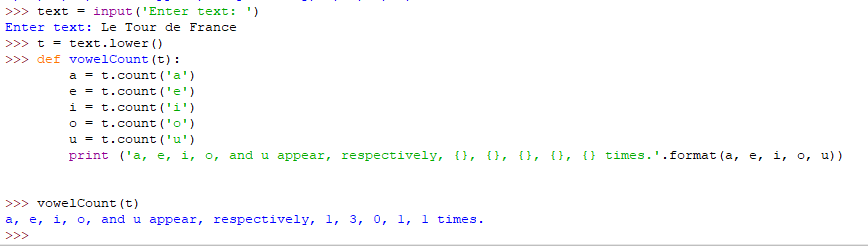 >>> text = input('Enter text: ')
Enter text: Le Tour de France
>>> t = text.lower()
>>> def vowelCount(t):
        a = t.count('a')
        e = t.count('e')
        i = t.count('i')
        o = t.count('o')
        u = t.count('u')
        print ('a, e, i, o, and u appear, respectively, {}, {}, {}, {}, {} times.'.format(a, e, i, o, u))
>>> vowelCount(t)
a, e, i, o, and u appear, respectively, 1, 3, 0, 1, 1 times.
>>>